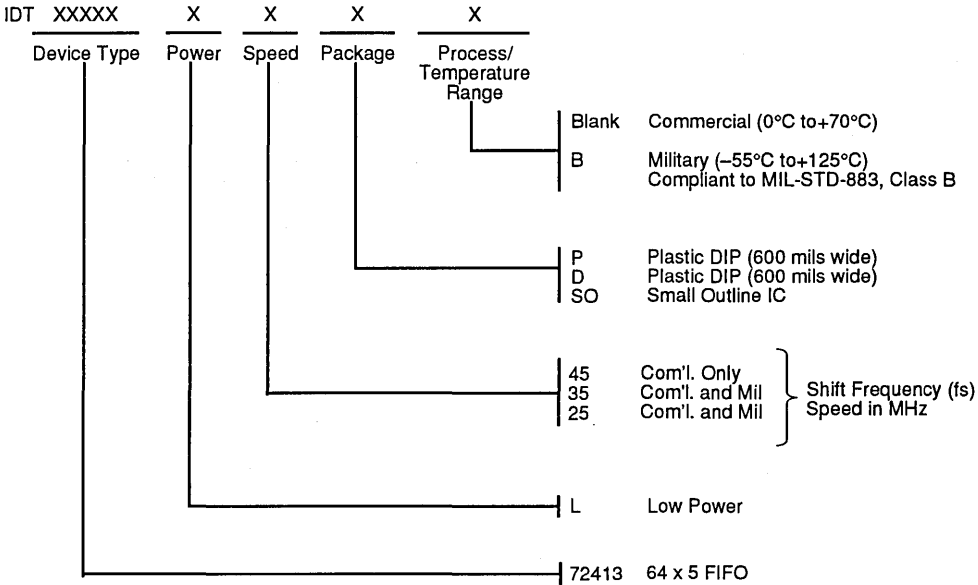 IDT XXXXX X X X X
Device Type Power Speed Package Process/
Temperature
Range
Blank Commercial (0°C to+70°C)
B Military (–55°C to+125°C)
Compliant to MIL-STD-883, Class B
P Plastic DIP (600 mils wide)
D Plastic DIP (600 mils wide)
SO Small Outline IC
45 Com'l. Only
35 Com'l. and Mil Shift Frequency (fs)
25 Com'l. and Mil Speed in MHz
L Low Power
72413 64 x 5 FIFO